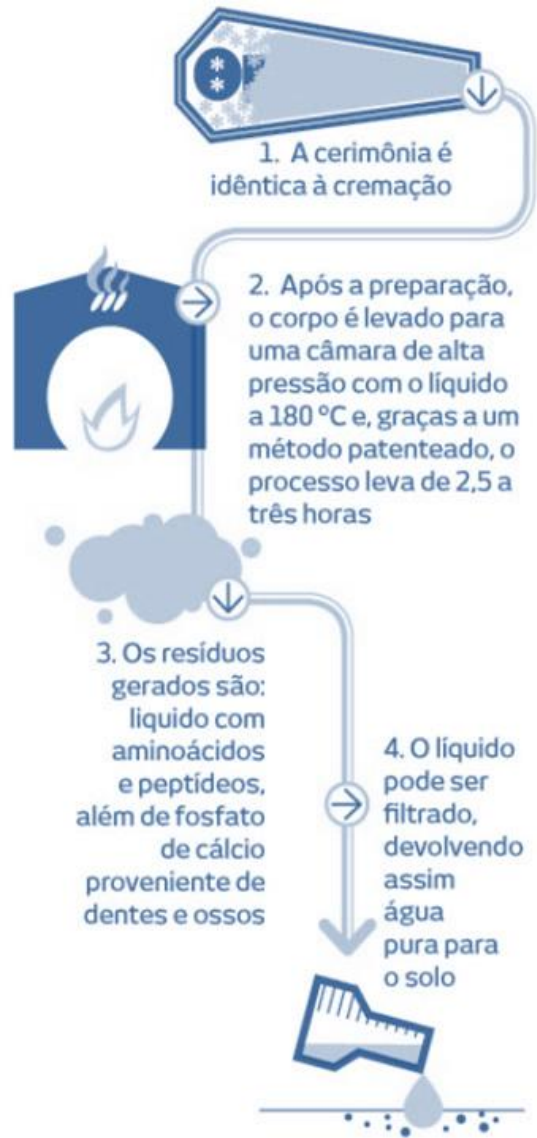 1. A cerimônia é
idêntica à cremação
2. Após a preparação,
o corpo é levado para
uma câmara de alta
pressão com o líquido
a 180 °C e, graças a um
método patenteado, o
processo leva de 2,5 a
três horas
3. Os resíduos
gerados são:
liquido com
aminoácidos
e peptídeos,
além de fosfato
de cálcio
proveniente de
dentes e ossos
4. O líquido
pode ser
filtrado,
devolvendo
assim
água
pura para
o solo